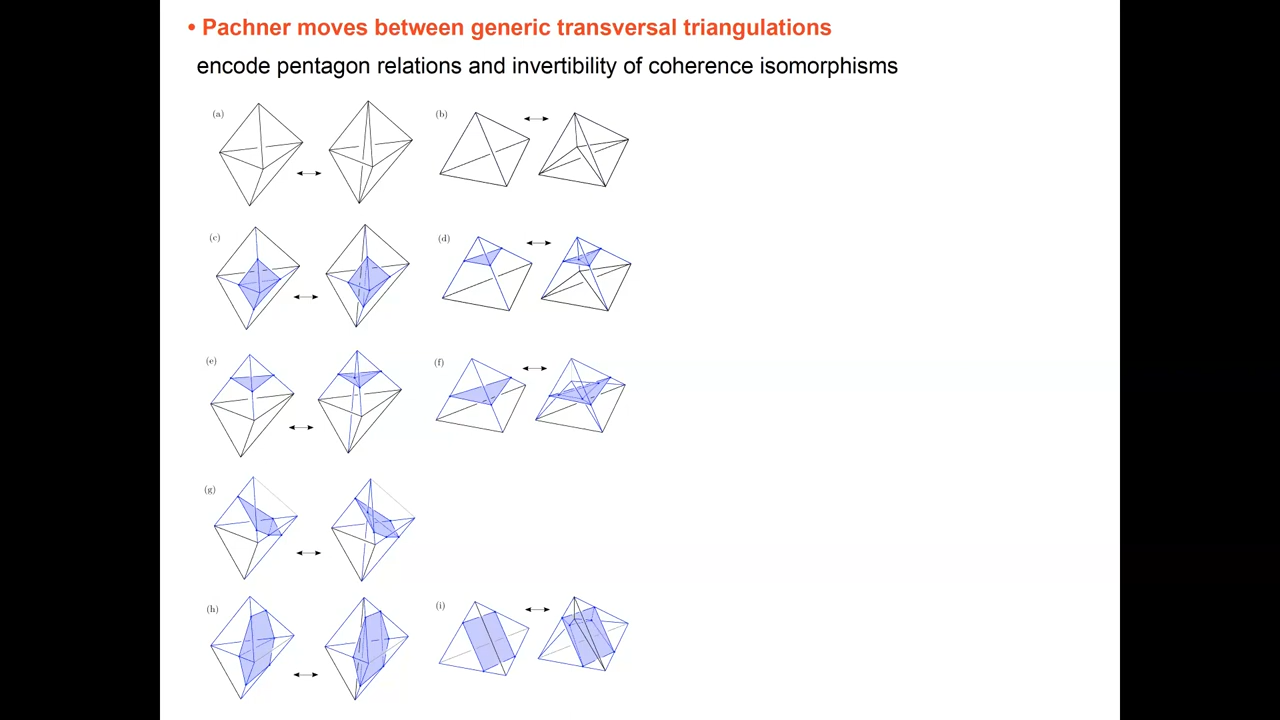 • Pachner moves between generic transversal triangulations
encode pentagon relations and invertibility of coherence isomorphisms
(a)
(b)
(c)
(d)
(e)
(f)
(g)
(h)
(i)